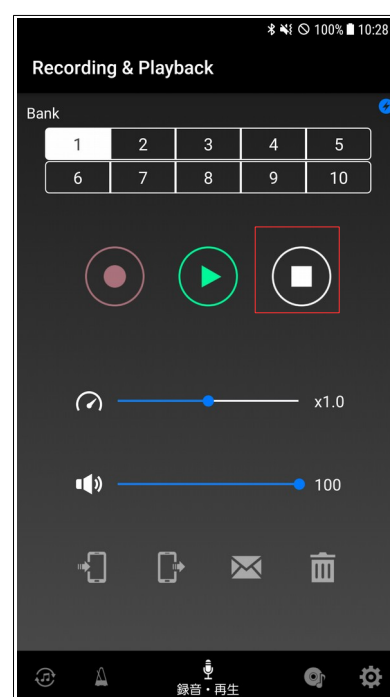 100% 10:28
Recording & Playback
Bank
1 2 3 4 5
6 7 8 9 10
x1.0
100
録音・再生